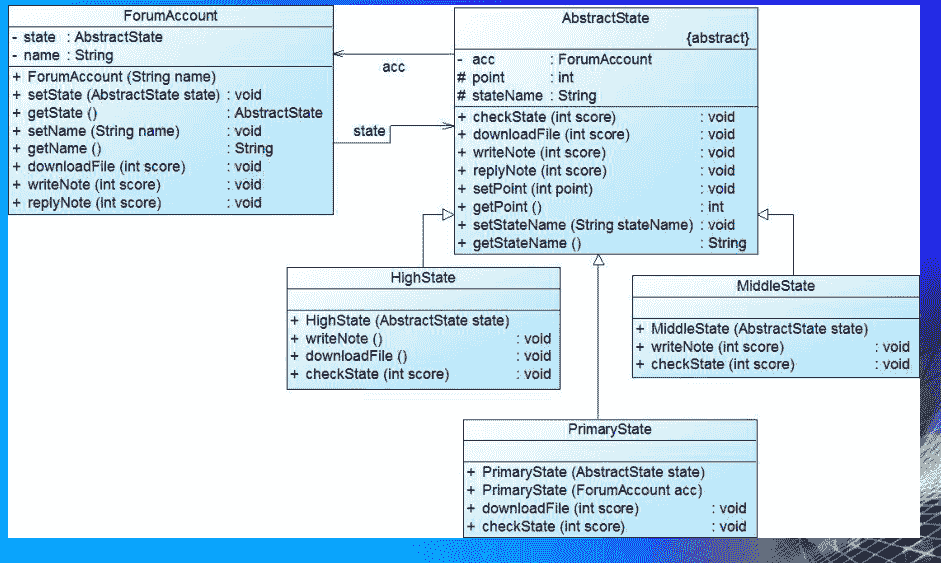 ForumAccount
- state : AbstractState
- name : String
+ ForumAccount (String name)
+ setState (AbstractState state) : void
+ getState () : AbstractState
+ setName (String name) : void
+ getName () : String
+ downloadFile (int score) : void
+ writeNote (int score) : void
+ replyNote (int score) : void
acc
state
AbstractState
{abstract}
- acc : ForumAccount
# point : int
# stateName : String
+ checkState (int score) : void
+ downloadFile (int score) : void
+ writeNote (int score) : void
+ replyNote (int score) : void
+ setPoint (int point) : void
+ getPoint () : int
+ setStateName (String stateName) : void
+ getStateName () : String
HighState
+ HighState (AbstractState state)
+ writeNote () : void
+ downloadFile () : void
+ checkState (int score) : void
MiddleState
+ MiddleState (AbstractState state)
+ writeNote (int score) : void
+ checkState (int score) : void
PrimaryState
+ PrimaryState (AbstractState state)
+ PrimaryState (ForumAccount acc)
+ downloadFile (int score) : void
+ checkState (int score) : void